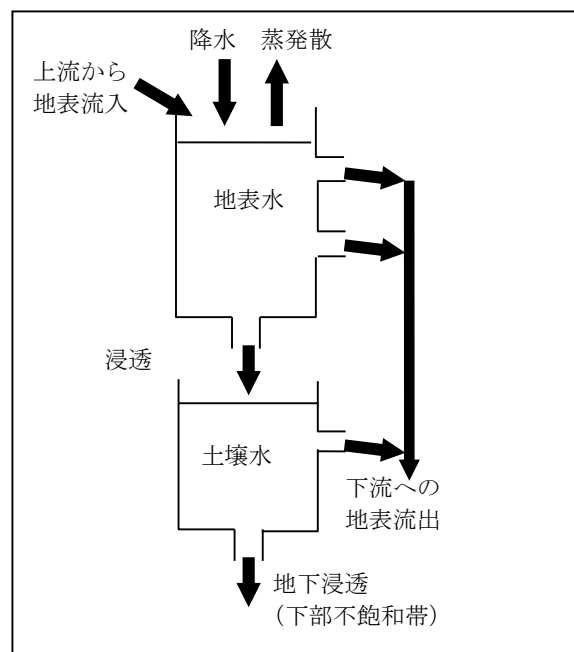 降水 蒸発散
上流から
地表流入
地表水
浸透
土壌水
下流への
地表流出
地下浸透
（下部不飽和帯）